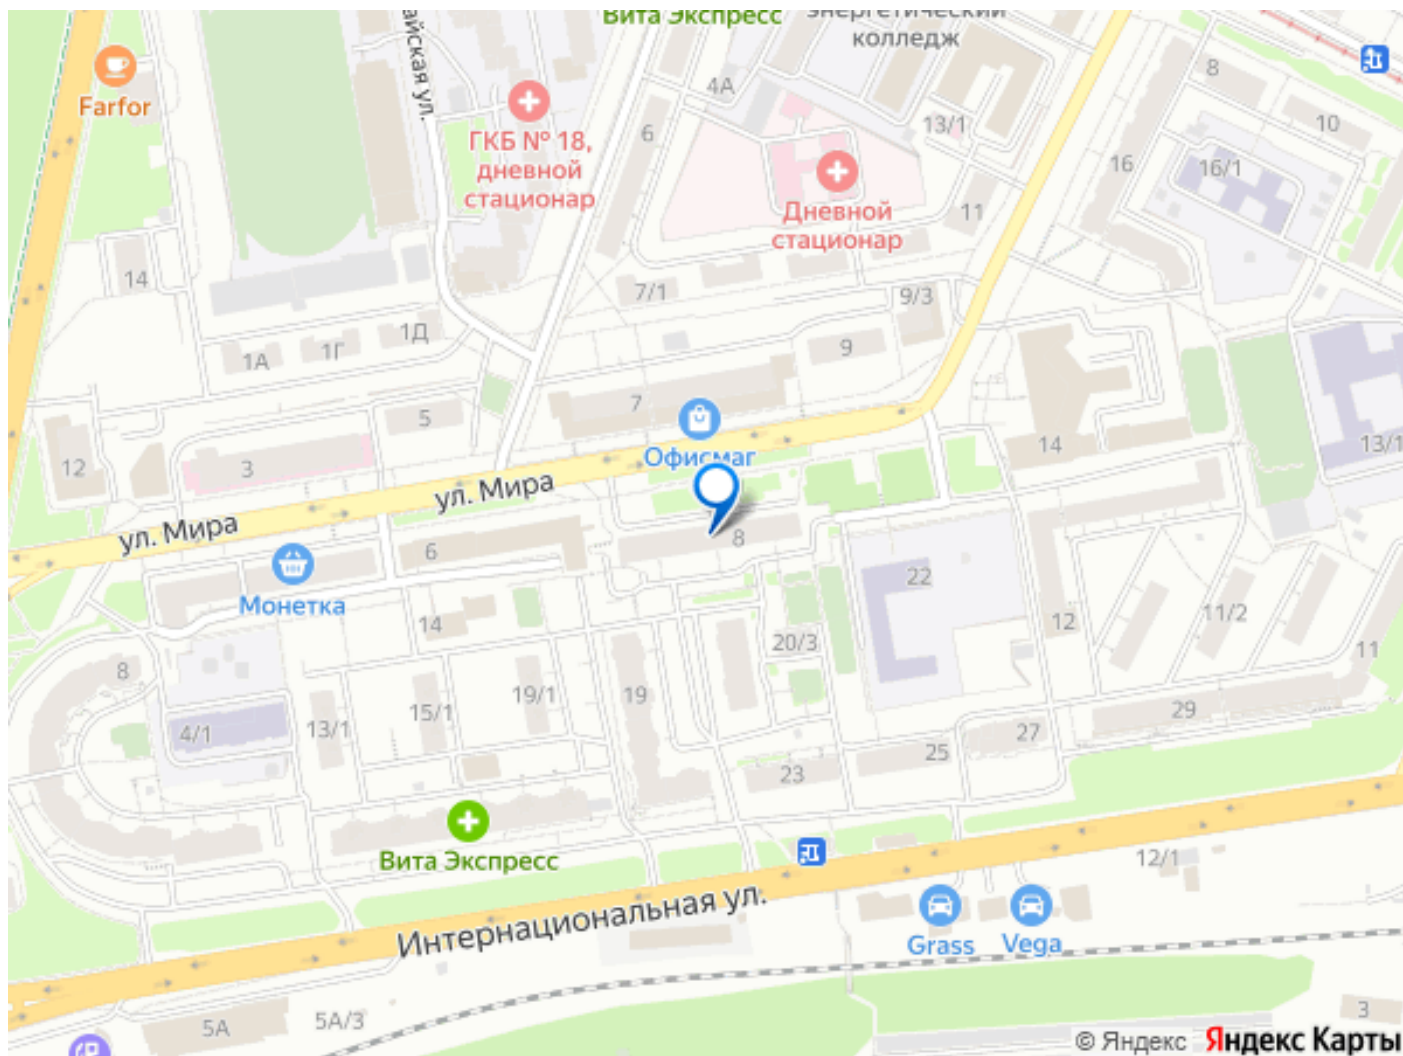 Вита Экспресс
энергетический
колледж
Farfor
ГКБ № 18,
дневной
стационар
6
4А
13/1
8
10
16
16/1
Дневной
стационар
11
14
7/1
9/3
1А
1Г
1Д
9
5
7
Офисмаг
14
13/1
12
3
ул. Мира
ул. Мира
6
8
Монетка
22
14
20/3
12
11/2
11
8
19/1
19
15/1
13/1
4/1
29
27
25
23
Вита Экспресс
12/1
Интернациональная ул.
Grass
Vega
5А
5А/3
3
© Яндекс Яндекс Карты